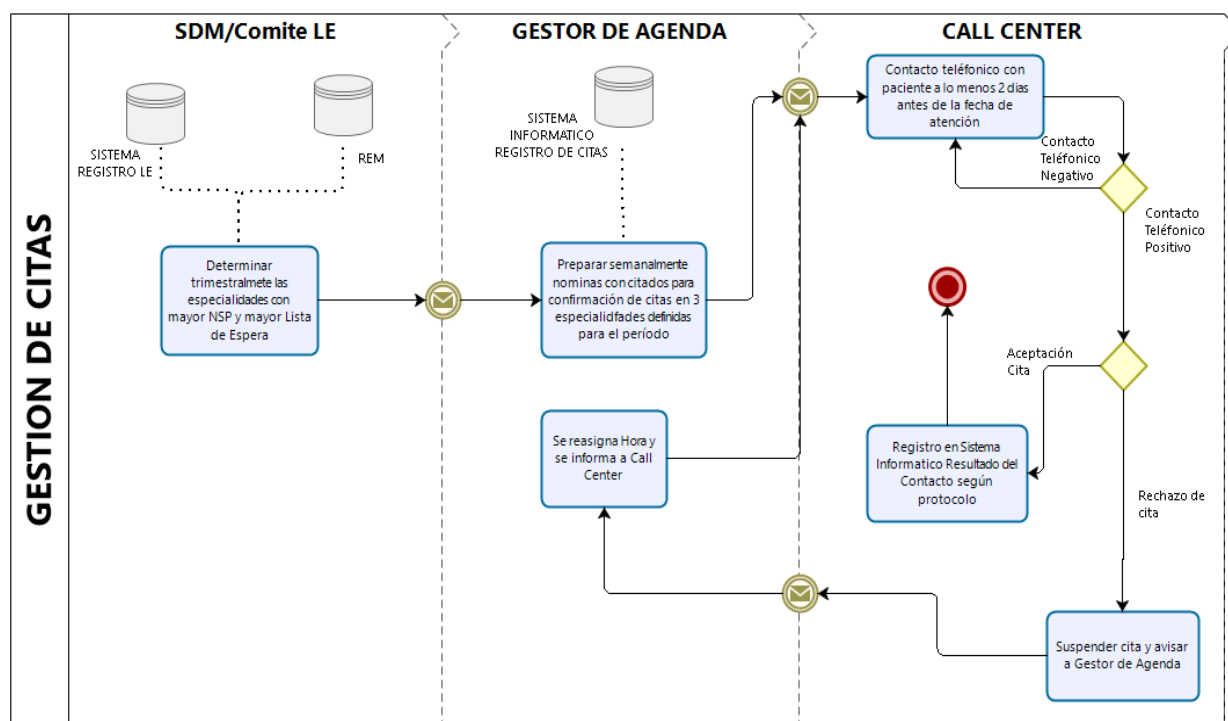 GESTION DE CITAS
SDM/Comite LE
GESTOR DE AGENDA
CALL CENTER
SISTEMA
REGISTRO LE
REM
Determinar
trimestralmete las
especialidades con
mayor NSP y mayor Lista
de Espera
SISTEMA
INFORMATICO
REGISTRO DE CITAS
Preparar semanalmente
nominas con citados para
confirmación de citas en 3
especialidfades definidas
para el período
Se reasigna Hora y
se informa a Call
Center
Contacto teléfonico con
paciente a lo menos 2 dias
antes de la fecha de
atención
Contacto
Teléfonico
Negativo
Contacto
Teléfonico
Positivo
Aceptación
Cita
Registro en Sistema
Informatico Resultado del
Contacto según
protocolo
Rechazo de
cita
Suspender cita y avisar
a Gestor de Agenda